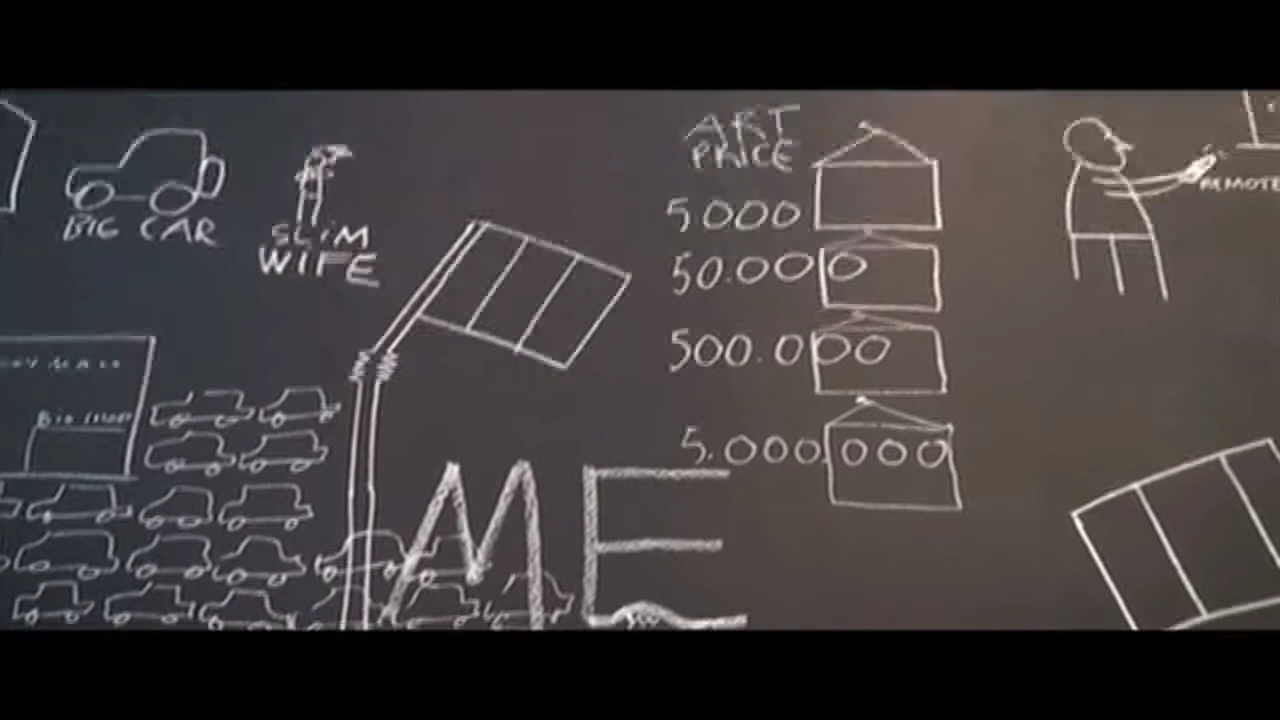 BIG CAR
SLIM
WIFE
ART
PRICE
5000
50.000
500.000
5.000.000
REMOTE
ME